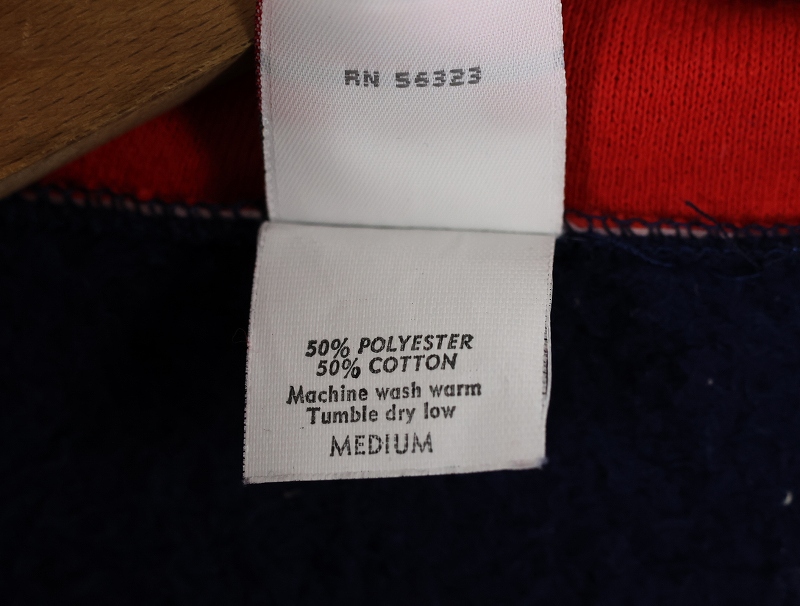 RN 56323
50% POLYESTER
50% COTTON
Machine wash warm
Tumble dry low
MEDIUM